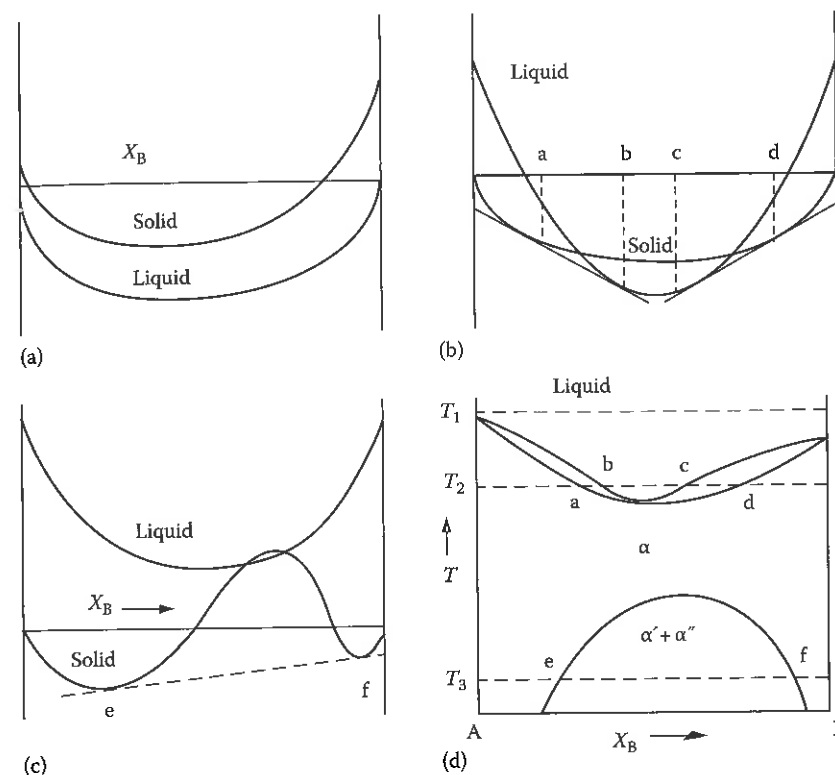 X_B
Solid
Liquid
(a)
Liquid
a b c d
Solid
(b)
Liquid
X_B
Solid
e
f
(c)
Liquid
T_1
b c
T_2
a d
α
T
α′ + α″
e f
T_3
A
X_B
(d)